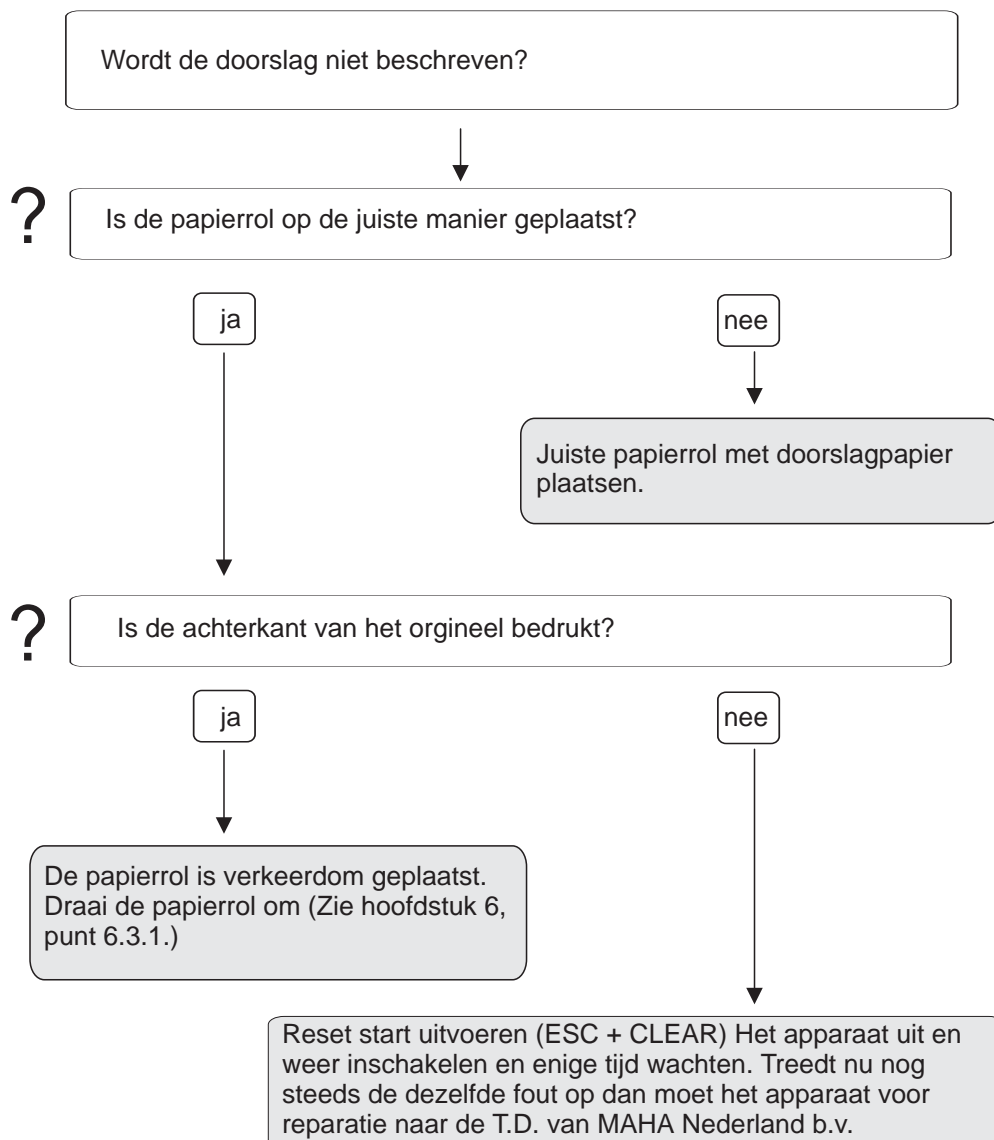 Wordt de doorslag niet beschreven?
?
Is de papierrol op de juiste manier geplaatst?
ja
nee
Juiste papierrol met doorslagpapier
plaatsen.
?
Is de achterkant van het orgineel bedrukt?
ja
nee
De papierrol is verkeerdom geplaatst.
Draai de papierrol om (Zie hoofdstuk 6,
punt 6.3.1.)
Reset start uitvoeren (ESC + CLEAR) Het apparaat uit en
weer inschakelen en enige tijd wachten. Treedt nu nog
steeds de dezelfde fout op dan moet het apparaat voor
reparatie naar de T.D. van MAHA Nederland b.v.